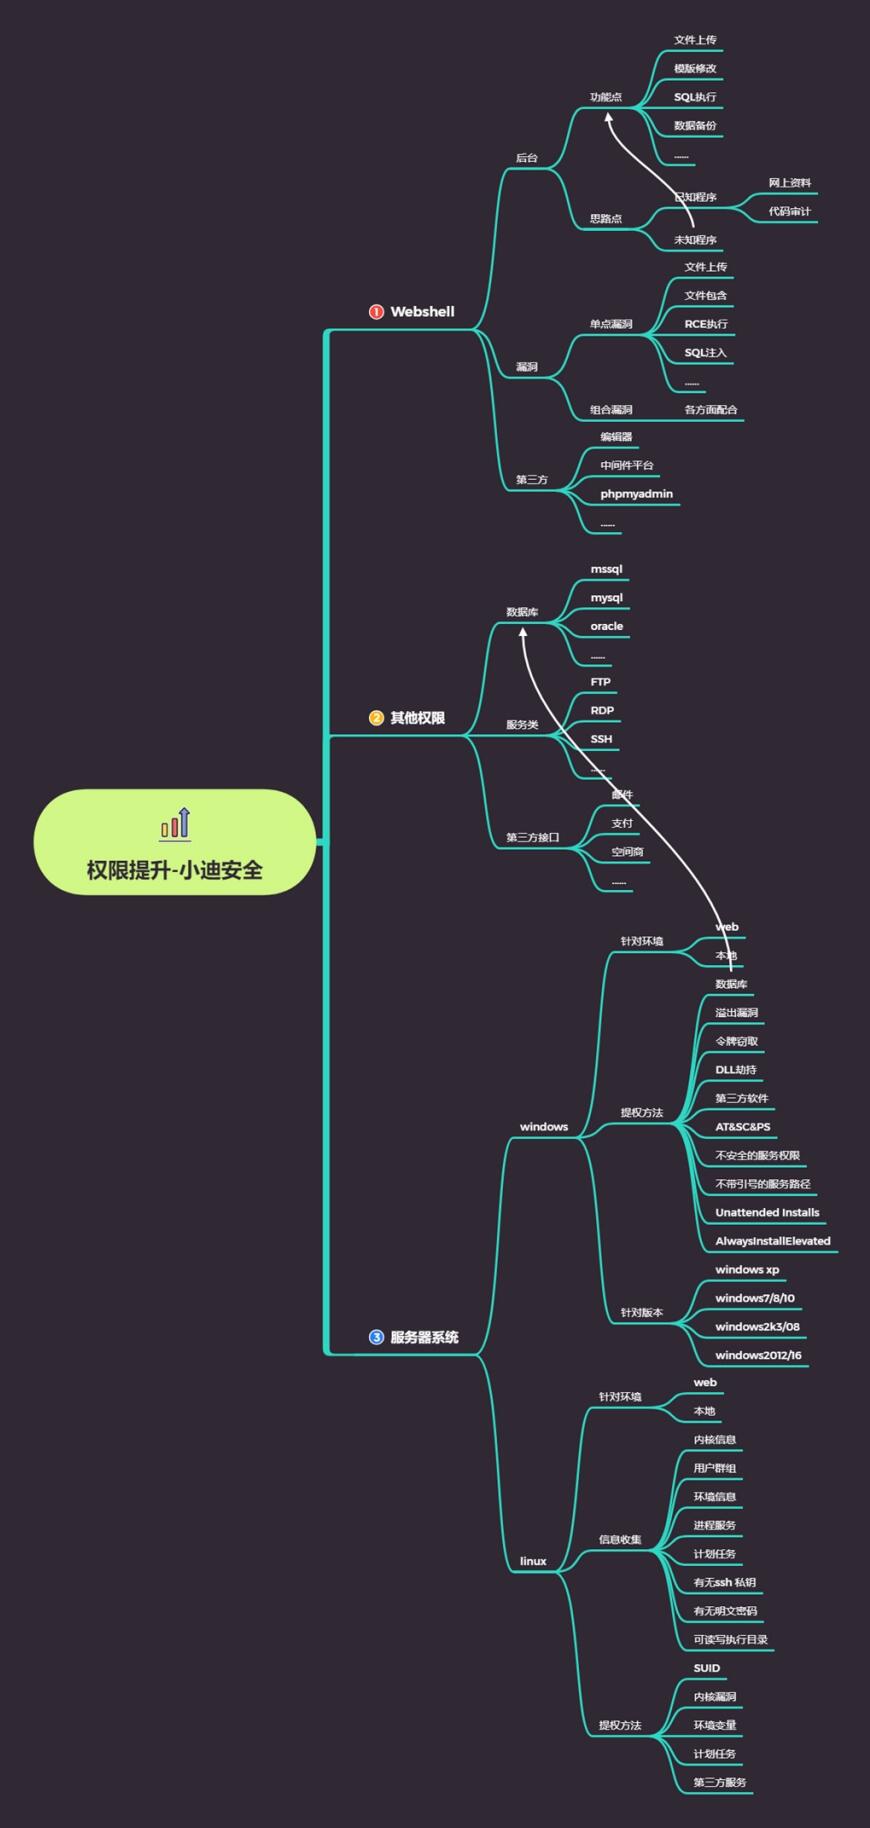 权限提升-小迪安全
1 Webshell
后台
功能点
文件上传
模版修改
SQL执行
数据备份
......
思路点
已知程序
网上资料
代码审计
未知程序
漏洞
单点漏洞
文件上传
文件包含
RCE执行
SQL注入
......
组合漏洞
各方面配合
第三方
编辑器
中间件平台
phpmyadmin
......
2 其他权限
数据库
mssql
mysql
oracle
......
服务类
FTP
RDP
SSH
......
第三方接口
邮件
支付
空间商
......
3 服务器系统
windows
针对环境
web
本地
提权方法
数据库
溢出漏洞
令牌窃取
DLL劫持
第三方软件
AT&SC&PS
不安全的服务权限
不带引号的服务路径
Unattended Installs
AlwaysInstallElevated
针对版本
windows xp
windows7/8/10
windows2k3/08
windows2012/16
linux
针对环境
web
本地
信息收集
内核信息
用户群组
环境信息
进程服务
计划任务
有无ssh 私钥
有无明文密码
可读写执行目录
提权方法
SUID
内核漏洞
环境变量
计划任务
第三方服务